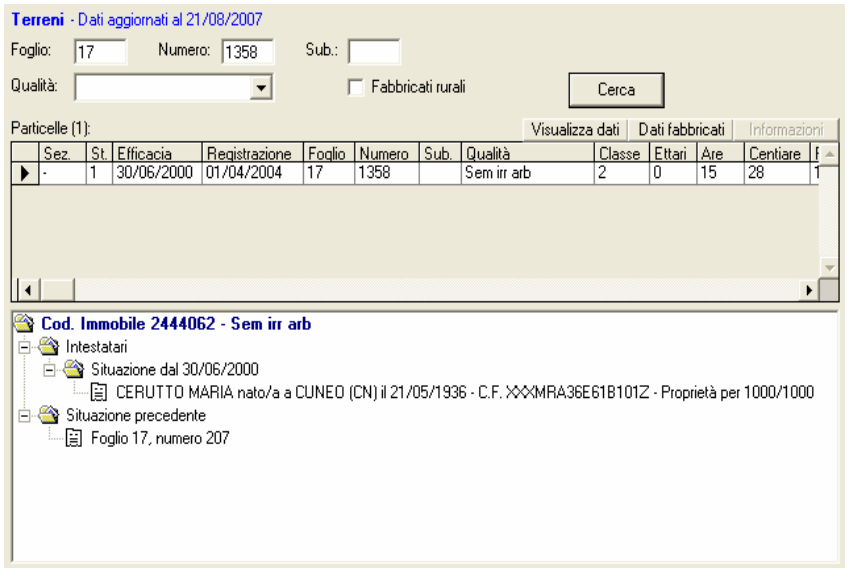 Terreni - Dati aggiornati al 21/08/2007
Foglio: 17 Numero: 1358 Sub.:
Qualità: Fabbricati rurali Cerca
Particelle (1): Visualizza dati Dati fabbricati Informazioni
Sez. St. Efficacia Registrazione Foglio Numero Sub. Qualità Classe Ettari Are Centiare
- 1 30/06/2000 01/04/2004 17 1358 Sem irr arb 2 0 15 28
Cod. Immobile 2444062 - Sem irr arb
Intestatari
Situazione dal 30/06/2000
CERUTTO MARIA nato/a a CUNEO (CN) il 21/05/1936 - C.F. XXXMRA36E61B101Z - Proprietà per 1000/1000
Situazione precedente
Foglio 17, numero 207